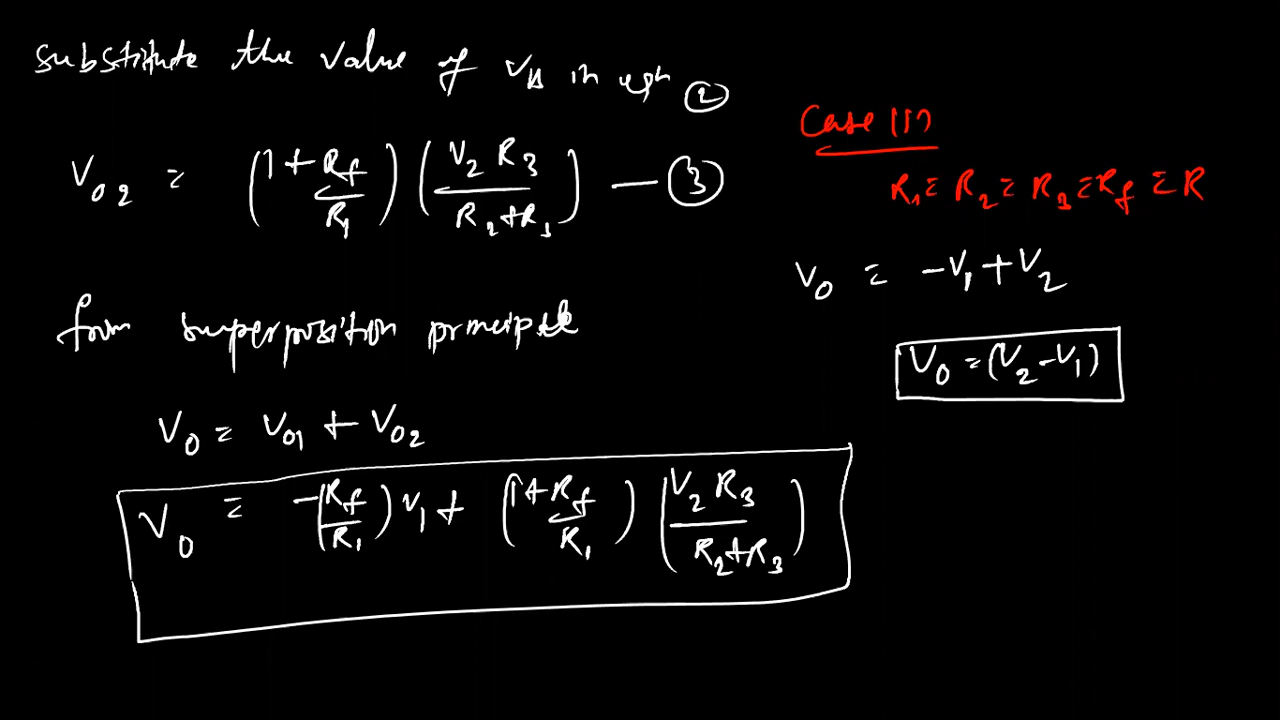 substitute the value of VB in eqn ②
V02 = (1+Rf/R1) (V2 R3/R2+R3) — ③
from superposition principle
V0 = V01 + V02
V0 = -(Rf/R1)V1 + (1+Rf/R1) (V2 R3/R2+R3)
R1 = R2 = R3 = Rf = R
V0 = -V1 + V2
V0 = (V2 - V1)